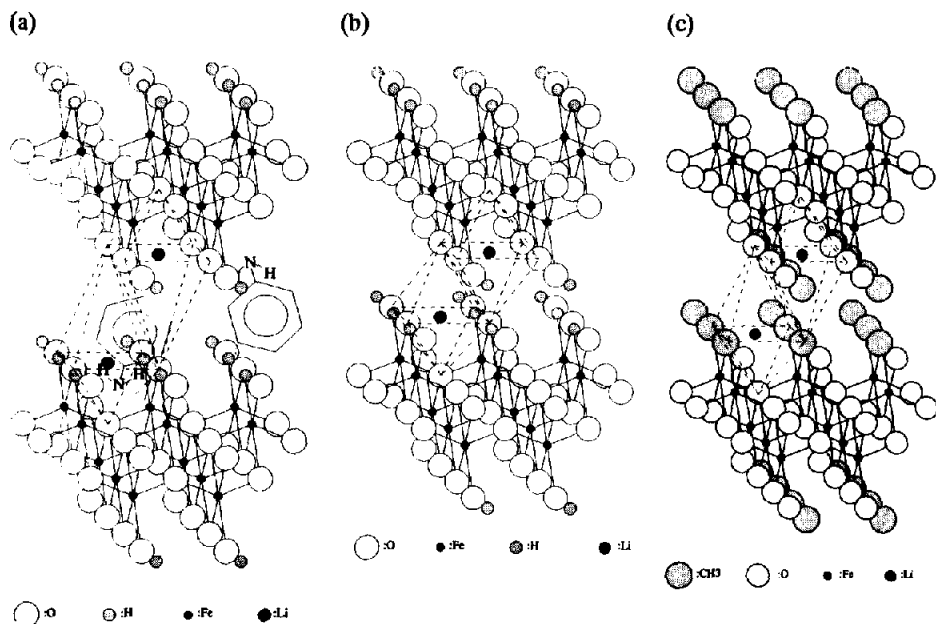 (a)
(b)
(c)
N
H
H
H
N
:O :Fe :H :Li
:CH3 :O :Fe :Li
:O :H :Fe :Li